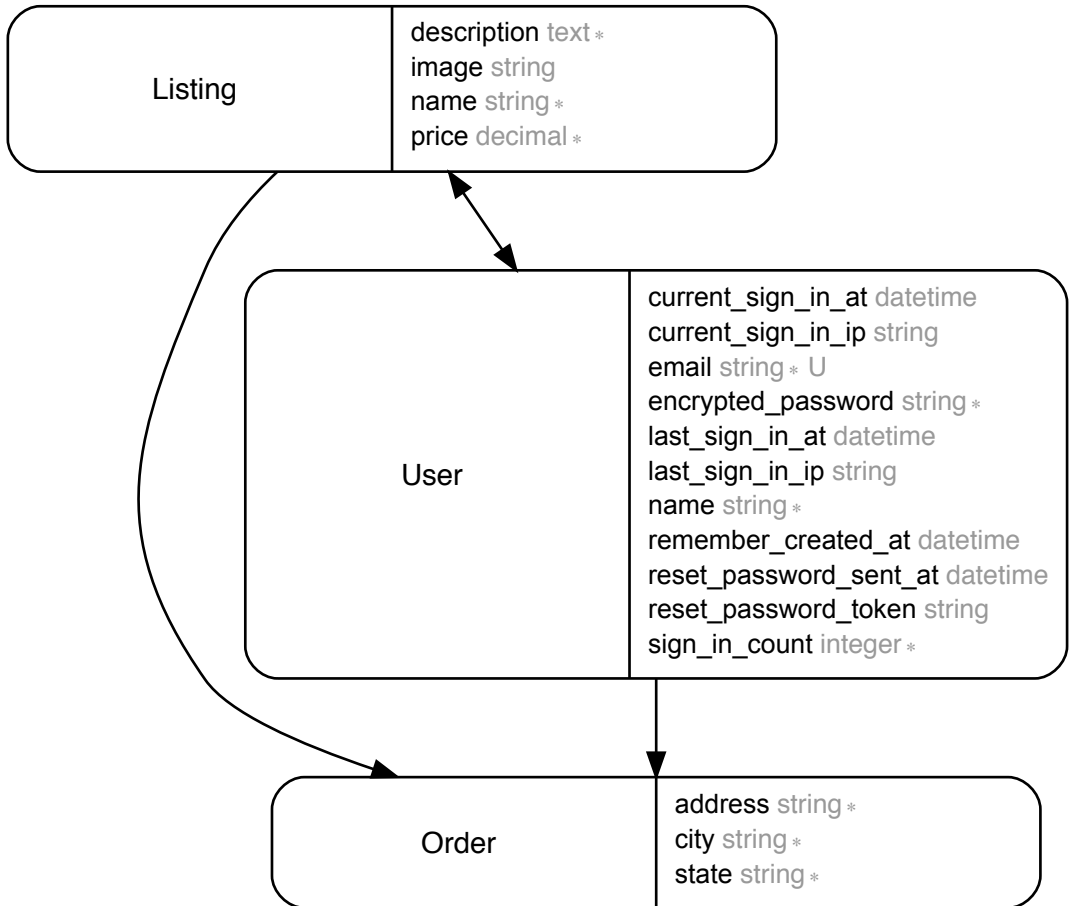 Listing
description text *
image string
name string *
price decimal *
User
current_sign_in_at datetime
current_sign_in_ip string
email string * U
encrypted_password string *
last_sign_in_at datetime
last_sign_in_ip string
name string *
remember_created_at datetime
reset_password_sent_at datetime
reset_password_token string
sign_in_count integer *
Order
address string *
city string *
state string *